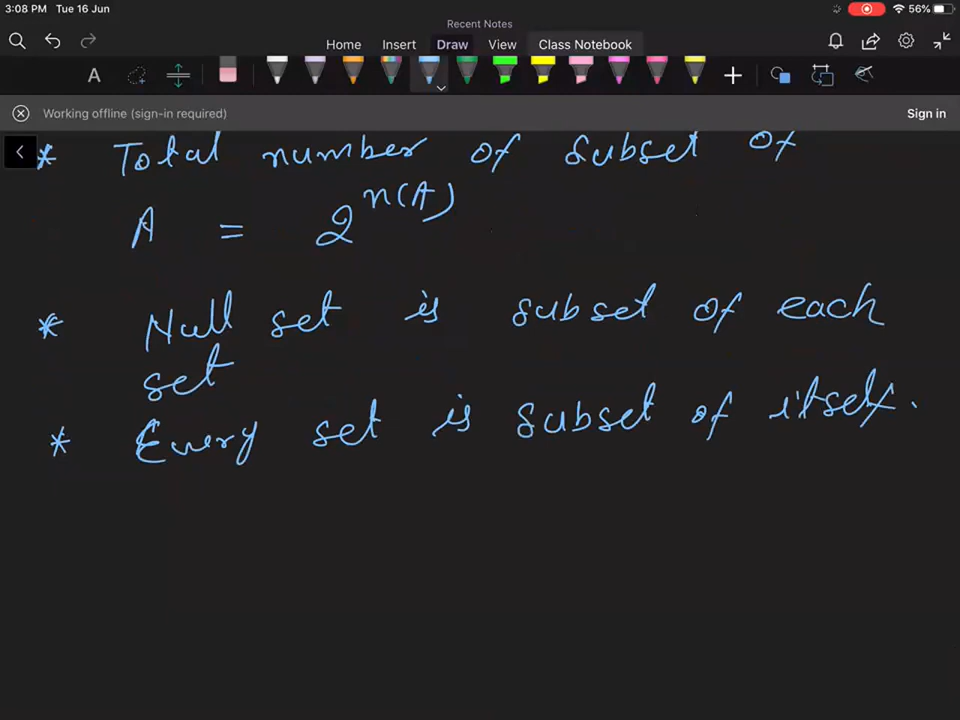 3:08 PM Tue 16 Jun 56%
Recent Notes
Home Insert Draw View Class Notebook
A
Working offline (sign-in required) Sign in
* Total number of subset of
A = 2^n(A)
* Null set is subset of each
set
* Every set is subset of itself.